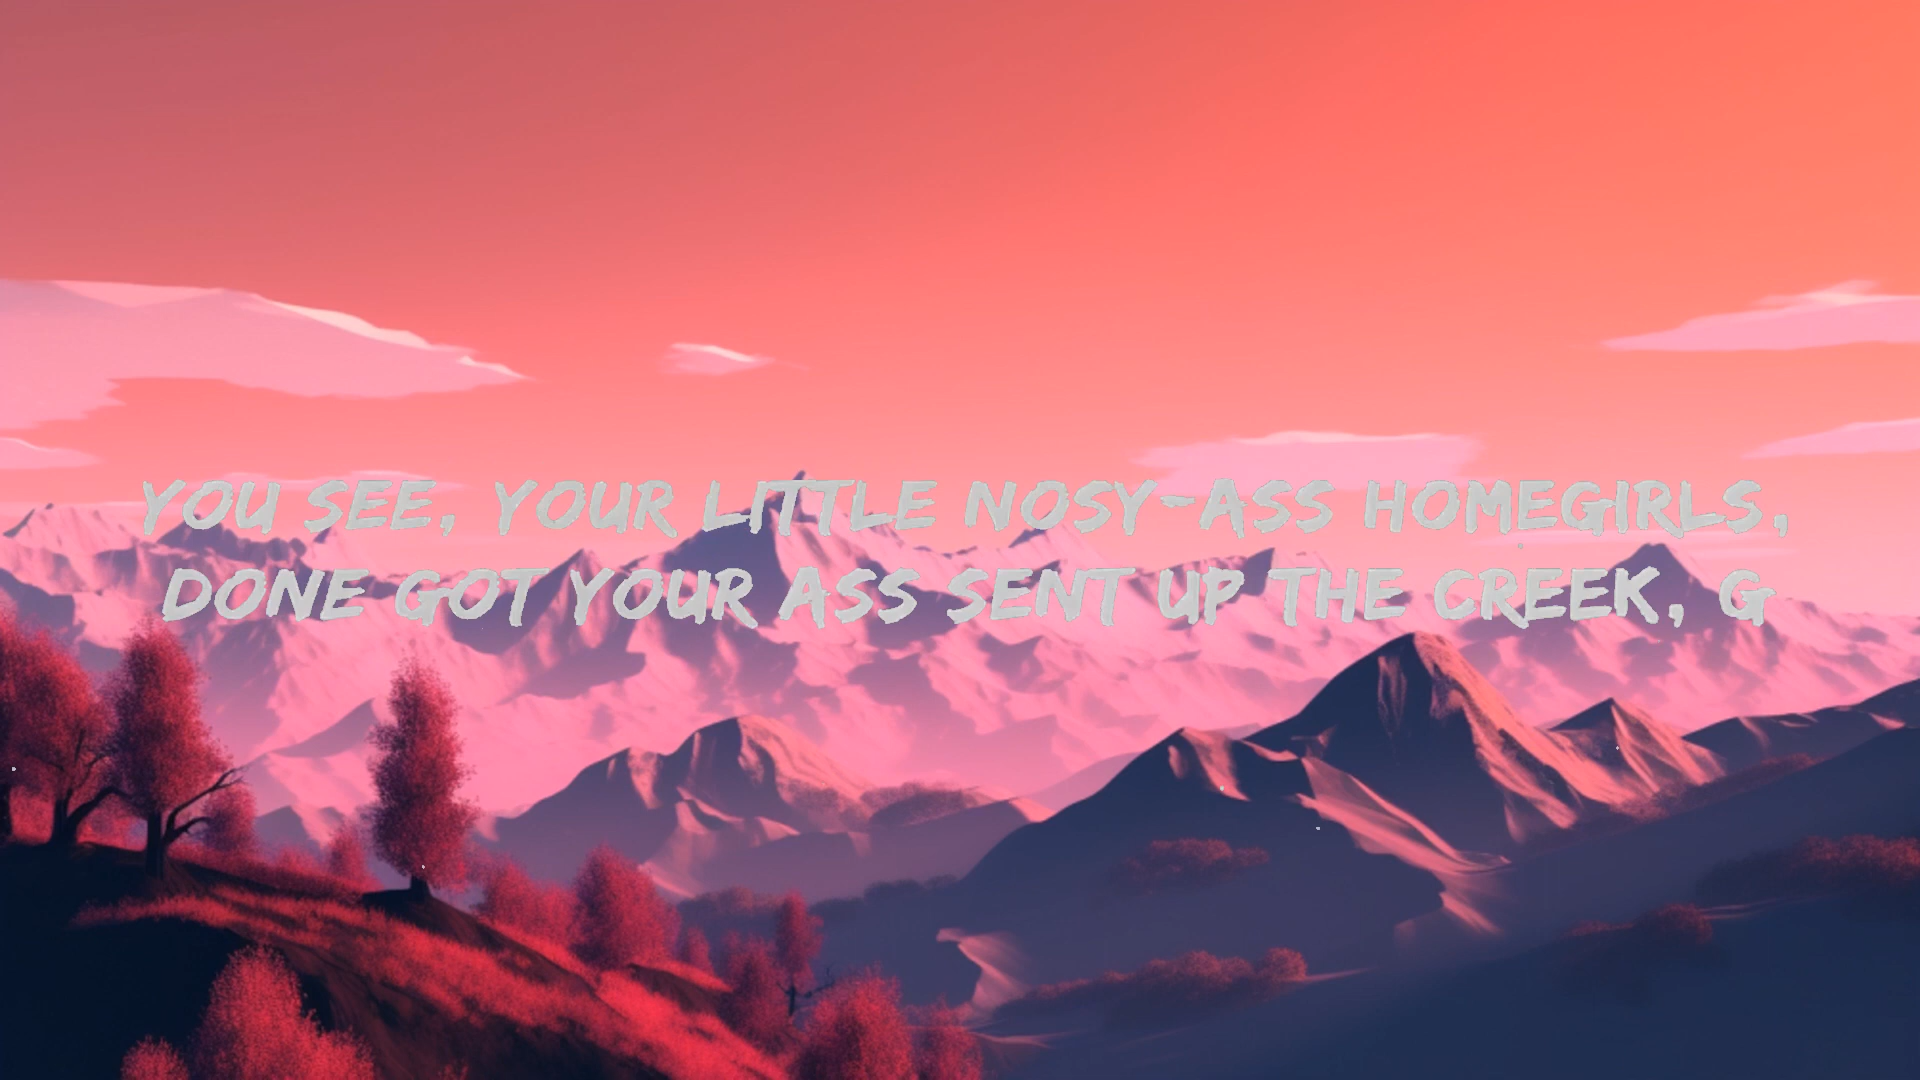 YOU SEE, YOUR LITTLE NOSY-ASS HOMEGIRLS,
DONE GOT YOUR ASS SENT UP THE CREEK, G